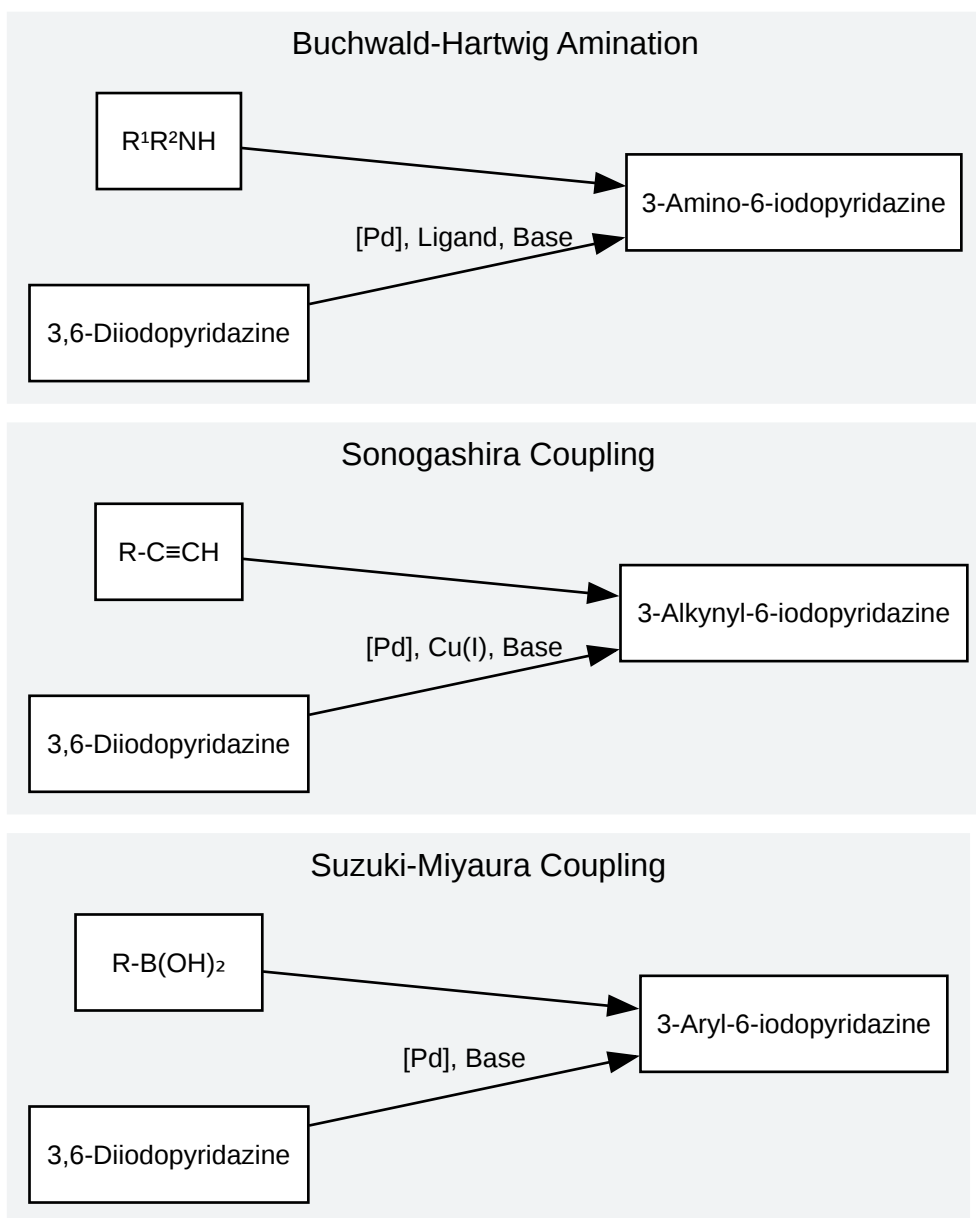 Buchwald-Hartwig Amination
R¹R²NH
3-Amino-6-iodopyridazine
[Pd], Ligand, Base
3,6-Diiodopyridazine
Sonogashira Coupling
R-C≡CH
3-Alkynyl-6-iodopyridazine
[Pd], Cu(I), Base
3,6-Diiodopyridazine
Suzuki-Miyaura Coupling
R-B(OH)₂
3-Aryl-6-iodopyridazine
[Pd], Base
3,6-Diiodopyridazine